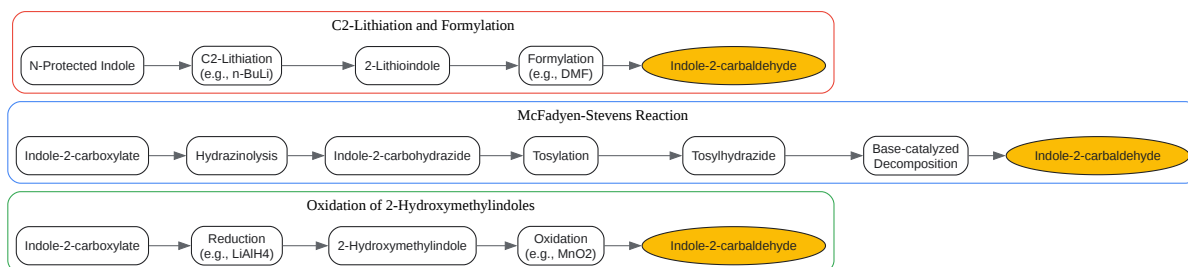 C2-Lithiation and Formylation
N-Protected Indole
C2-Lithiation
(e.g., n-BuLi)
2-Lithioindole
Formylation
(e.g., DMF)
Indole-2-carbaldehyde
McFadyen-Stevens Reaction
Indole-2-carboxylate
Hydrazinolysis
Indole-2-carbohydrazide
Tosylation
Tosylhydrazide
Base-catalyzed
Decomposition
Indole-2-carbaldehyde
Oxidation of 2-Hydroxymethylindoles
Indole-2-carboxylate
Reduction
(e.g., LiAlH4)
2-Hydroxymethylindole
Oxidation
(e.g., MnO2)
Indole-2-carbaldehyde